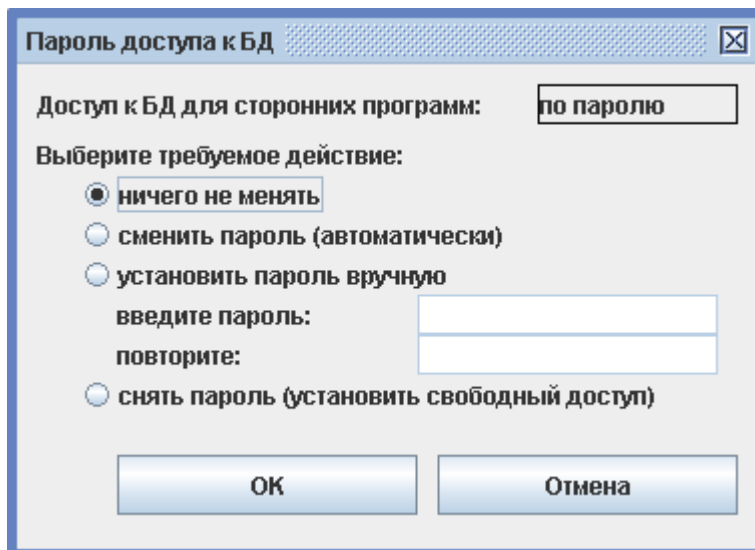 Пароль доступа к БД
Доступ к БД для сторонних программ: по паролю
Выберите требуемое действие:
ничего не менять
сменить пароль (автоматически)
установить пароль вручную
введите пароль:
повторите:
снять пароль (установить свободный доступ)
ОК Отмена